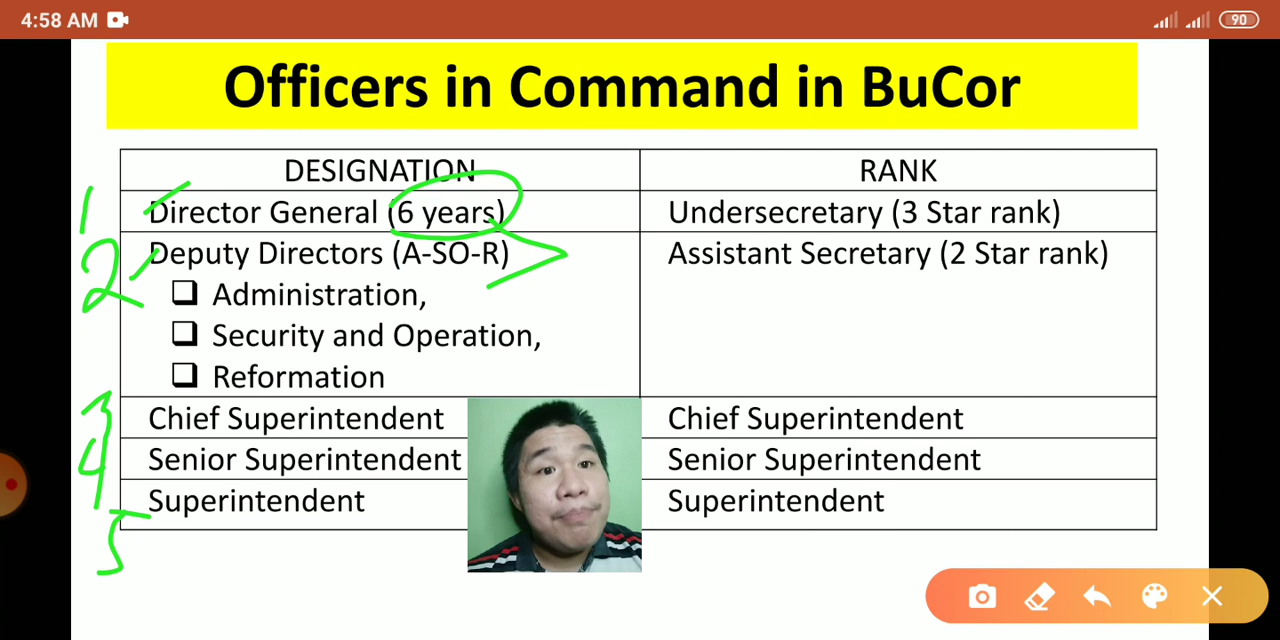 4:58 AM
90
Officers in Command in BuCor
DESIGNATION RANK
1 Director General (6 years) Undersecretary (3 Star rank)
2 Deputy Directors (A-SO-R) Assistant Secretary (2 Star rank)
Administration,
Security and Operation,
Reformation
3 Chief Superintendent Chief Superintendent
4 Senior Superintendent Senior Superintendent
Superintendent Superintendent
5